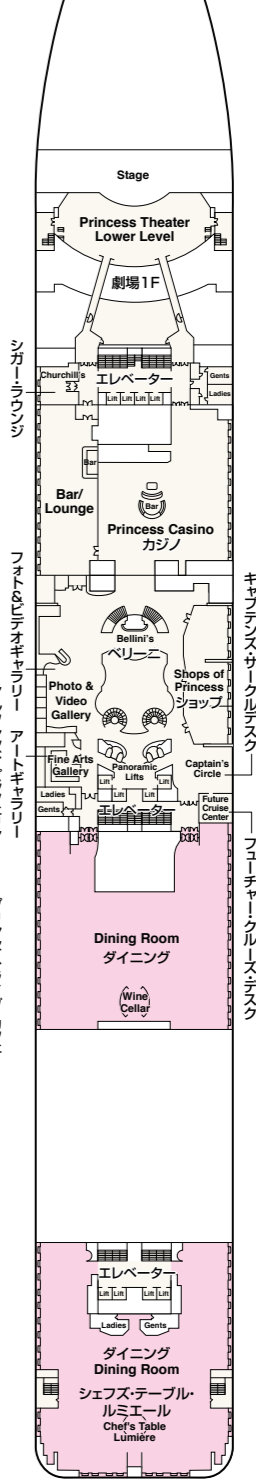 Stage
Princess Theater
Lower Level
劇場1F
シガー・ラウンジ
Churchill's
エレベーター
Lift Lift Lift Lift
Gents
Ladies
Bar
Bar/
Lounge
Bar
Princess Casino
カジノ
フォト&ビデオギャラリー
キャプテンズ・サークルデスク
Bellini's
ベリーニ
Photo &
Video
Gallery
Shops of
Princess
ショップ
アートギャラリー
Fine Arts
Gallery
Panoramic
Lifts
Captain's
Circle
Lift Lift
Lift Lift
Ladies
Gents
エレベーター
Future
Cruise
Center
フューチャー・クルーズ・デスク
Dining Room
ダイニング
Wine
Cellar
エレベーター
Lift Lift Lift Lift
Ladies Gents
ダイニング
Dining Room
シェフズ・テーブル・
ルミエール
Chef's Table
Lumière